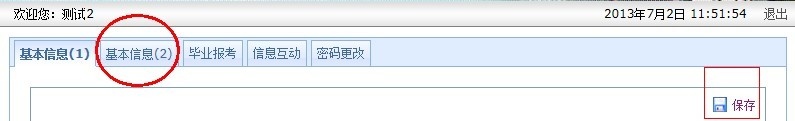 欢迎您：测试2 2013年7月2日 11:51:54 退出
基本信息(1) 基本信息(2) 毕业报考 信息互动 密码更改
保存